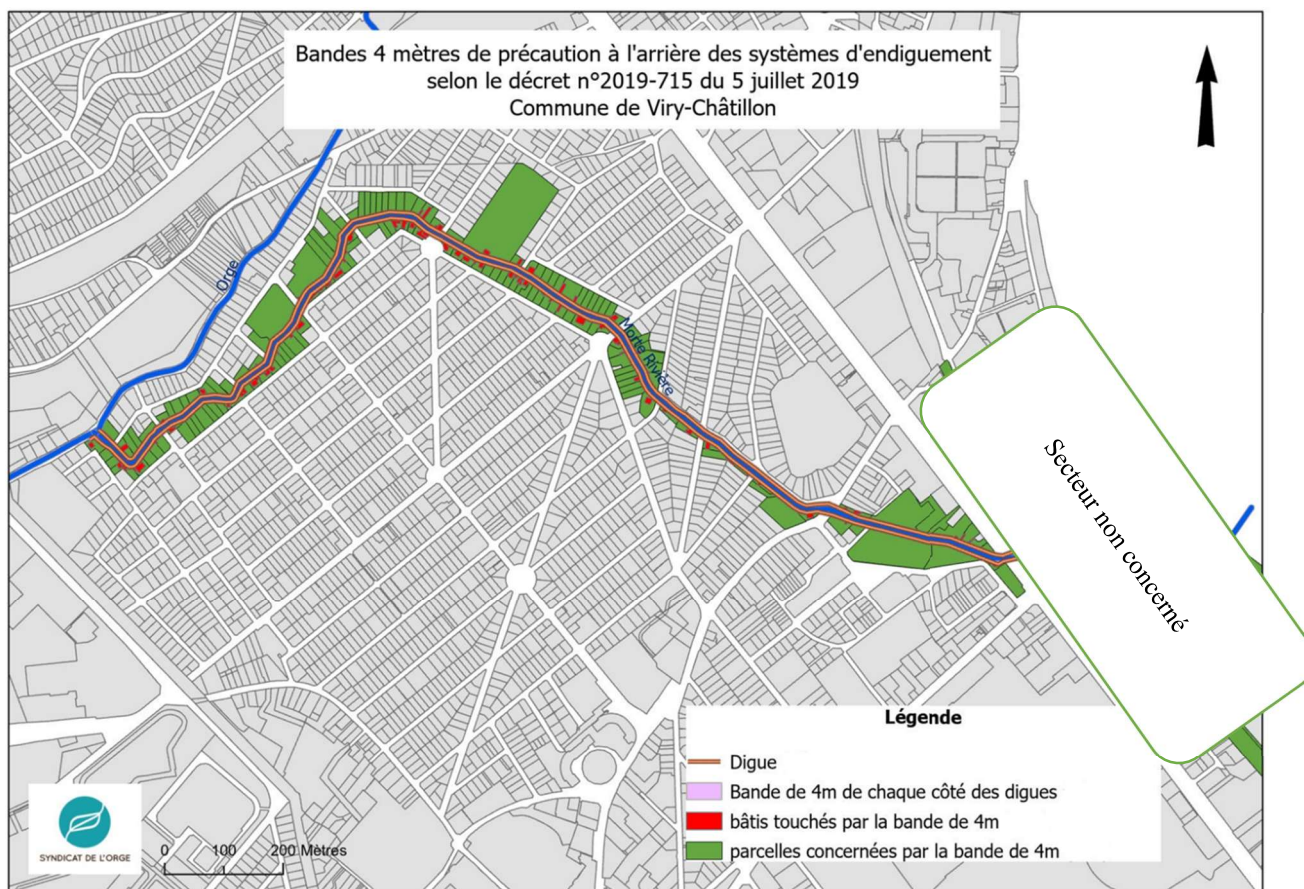 Bandes 4 mètres de précaution à l'arrière des systèmes d'endiguement
selon le décret n°2019-715 du 5 juillet 2019
Commune de Viry-Châtillon
Orge
Morte Rivière
Secteur non concerné
Légende
Digue
Bande de 4m de chaque côté des digues
bâtis touchés par la bande de 4m
parcelles concernées par la bande de 4m
SYNDICAT DE L'ORGE
0 100 200 Mètres